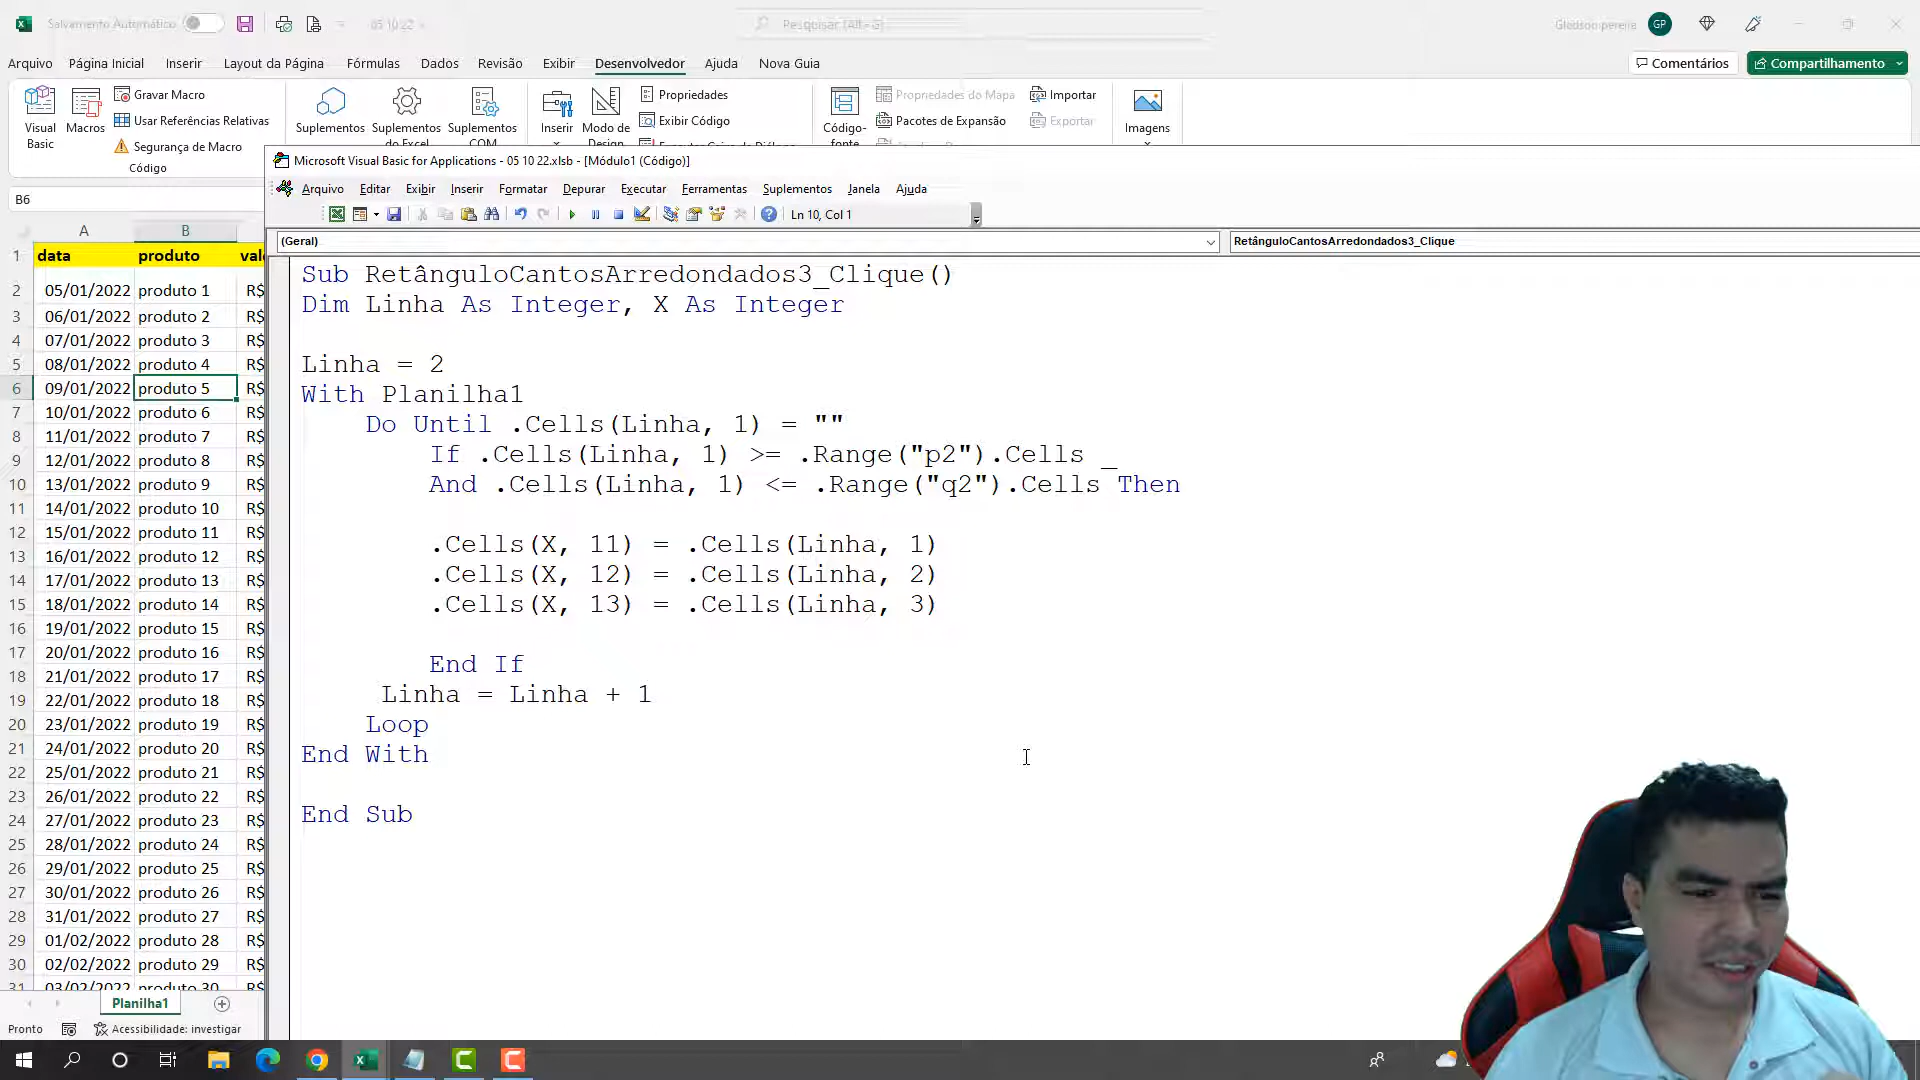 Salvamento Automático 05 10 22 Pesquisar (Alt+G) Gledson pereira GP
Arquivo Página Inicial Inserir Layout da Página Fórmulas Dados Revisão Exibir Desenvolvedor Ajuda Nova Guia Comentários Compartilhamento
Visual Basic
Macros
Gravar Macro
Usar Referências Relativas
Segurança de Macro
Código
Suplementos
Suplementos do Excel
Suplementos COM
Inserir
Modo de Design
Propriedades
Exibir Código
Código-fonte
Propriedades do Mapa
Pacotes de Expansão
Importar
Exportar
Imagens
B6
Microsoft Visual Basic for Applications - 05 10 22.xlsb - [Módulo1 (Código)]
Arquivo Editar Exibir Inserir Formatar Depurar Executar Ferramentas Suplementos Janela Ajuda
Ln 10, Col 1
(Geral) RetânguloCantosArredondados3_Clique
Sub RetânguloCantosArredondados3_Clique()
Dim Linha As Integer, X As Integer
Linha = 2
With Planilha1
Do Until .Cells(Linha, 1) = ""
If .Cells(Linha, 1) >= .Range("p2").Cells _
And .Cells(Linha, 1) <= .Range("q2").Cells Then
.Cells(X, 11) = .Cells(Linha, 1)
.Cells(X, 12) = .Cells(Linha, 2)
.Cells(X, 13) = .Cells(Linha, 3)
End If
Linha = Linha + 1
Loop
End With
End Sub
A B
1 data produto val
2 05/01/2022 produto 1 R$
3 06/01/2022 produto 2 R$
4 07/01/2022 produto 3 R$
5 08/01/2022 produto 4 R$
6 09/01/2022 produto 5 R$
7 10/01/2022 produto 6 R$
8 11/01/2022 produto 7 R$
9 12/01/2022 produto 8 R$
10 13/01/2022 produto 9 R$
11 14/01/2022 produto 10 R$
12 15/01/2022 produto 11 R$
13 16/01/2022 produto 12 R$
14 17/01/2022 produto 13 R$
15 18/01/2022 produto 14 R$
16 19/01/2022 produto 15 R$
17 20/01/2022 produto 16 R$
18 21/01/2022 produto 17 R$
19 22/01/2022 produto 18 R$
20 23/01/2022 produto 19 R$
21 24/01/2022 produto 20 R$
22 25/01/2022 produto 21 R$
23 26/01/2022 produto 22 R$
24 27/01/2022 produto 23 R$
25 28/01/2022 produto 24 R$
26 29/01/2022 produto 25 R$
27 30/01/2022 produto 26 R$
28 31/01/2022 produto 27 R$
29 01/02/2022 produto 28 R$
30 02/02/2022 produto 29 R$
31 03/02/2022 produto 30 R$
Planilha1
Pronto Acessibilidade: investigar